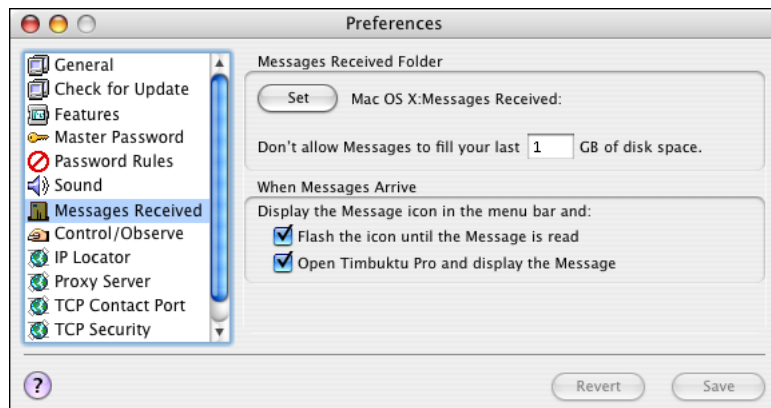 Preferences
General
Check for Update
Features
Master Password
Password Rules
Sound
Messages Received
Control/Observe
IP Locator
Proxy Server
TCP Contact Port
TCP Security
Messages Received Folder
Set Mac OS X:Messages Received:
Don't allow Messages to fill your last 1 GB of disk space.
When Messages Arrive
Display the Message icon in the menu bar and:
Flash the icon until the Message is read
Open Timbuktu Pro and display the Message
? Revert Save